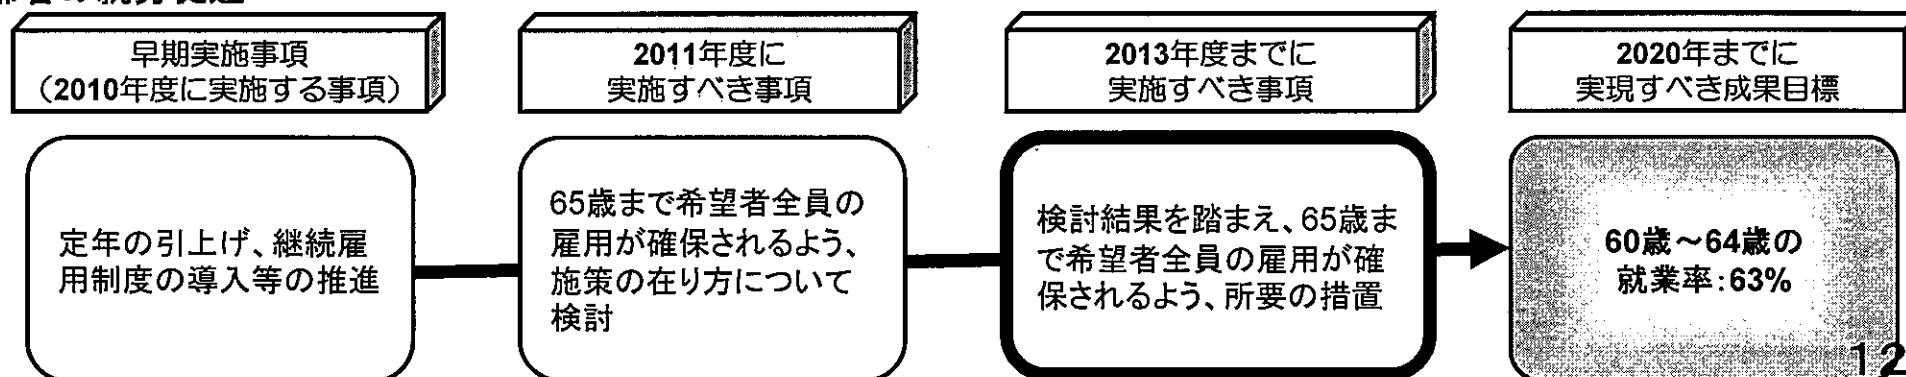 早期実施事項
（2010年度に実施する事項）
2011年度に
実施すべき事項
2013年度までに
実施すべき事項
2020年までに
実現すべき成果目標
定年の引上げ、継続雇
用制度の導入等の推進
65歳まで希望者全員の
雇用が確保されるよう、
施策の在り方について
検討
検討結果を踏まえ、65歳ま
で希望者全員の雇用が確
保されるよう、所要の措置
60歳～64歳の
就業率：63%
12